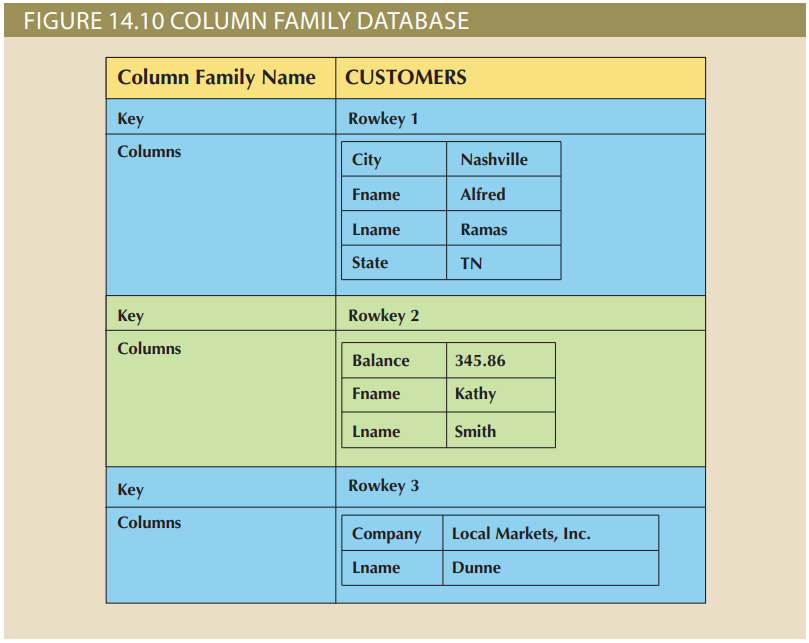 FIGURE 14.10 COLUMN FAMILY DATABASE
Column Family Name CUSTOMERS
Key Rowkey 1
Columns
City Nashville
Fname Alfred
Lname Ramas
State TN
Key Rowkey 2
Columns
Balance 345.86
Fname Kathy
Lname Smith
Key Rowkey 3
Columns
Company Local Markets, Inc.
Lname Dunne